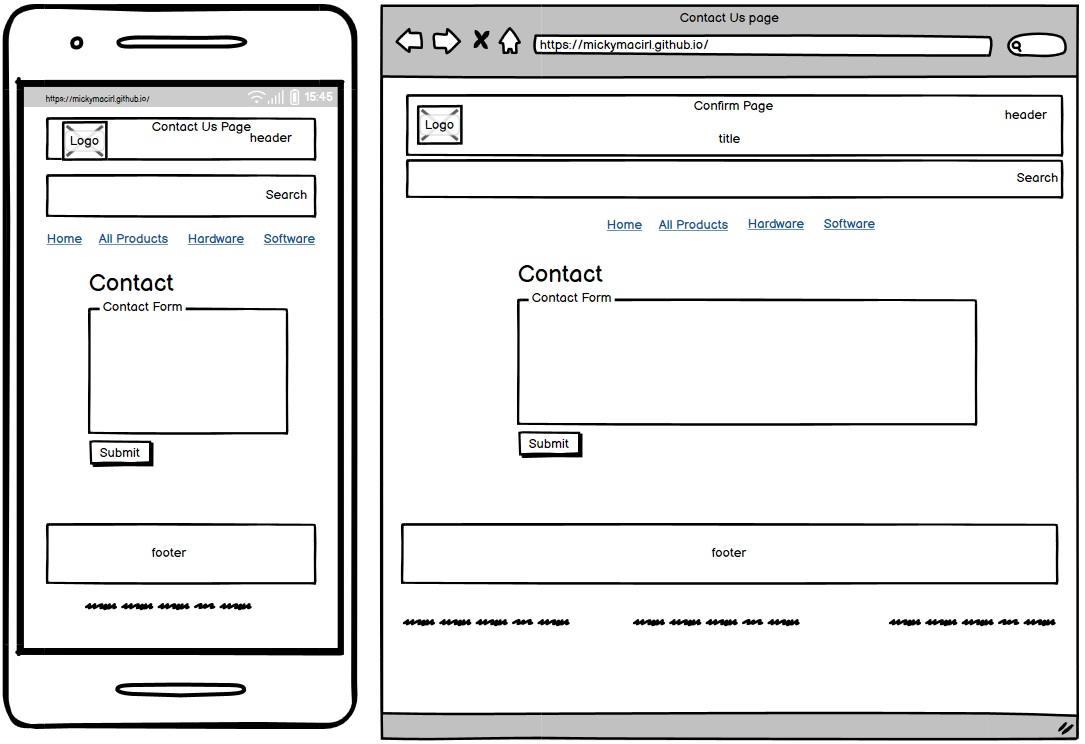 https://mickymacirl.github.io/
15:45
Logo
Contact Us Page
header
Search
Home All Products Hardware Software
Contact
Contact Form
Submit
footer
Contact Us page
https://mickymacirl.github.io/
Logo
Confirm Page
header
title
Search
Home All Products Hardware Software
Contact
Contact Form
Submit
footer